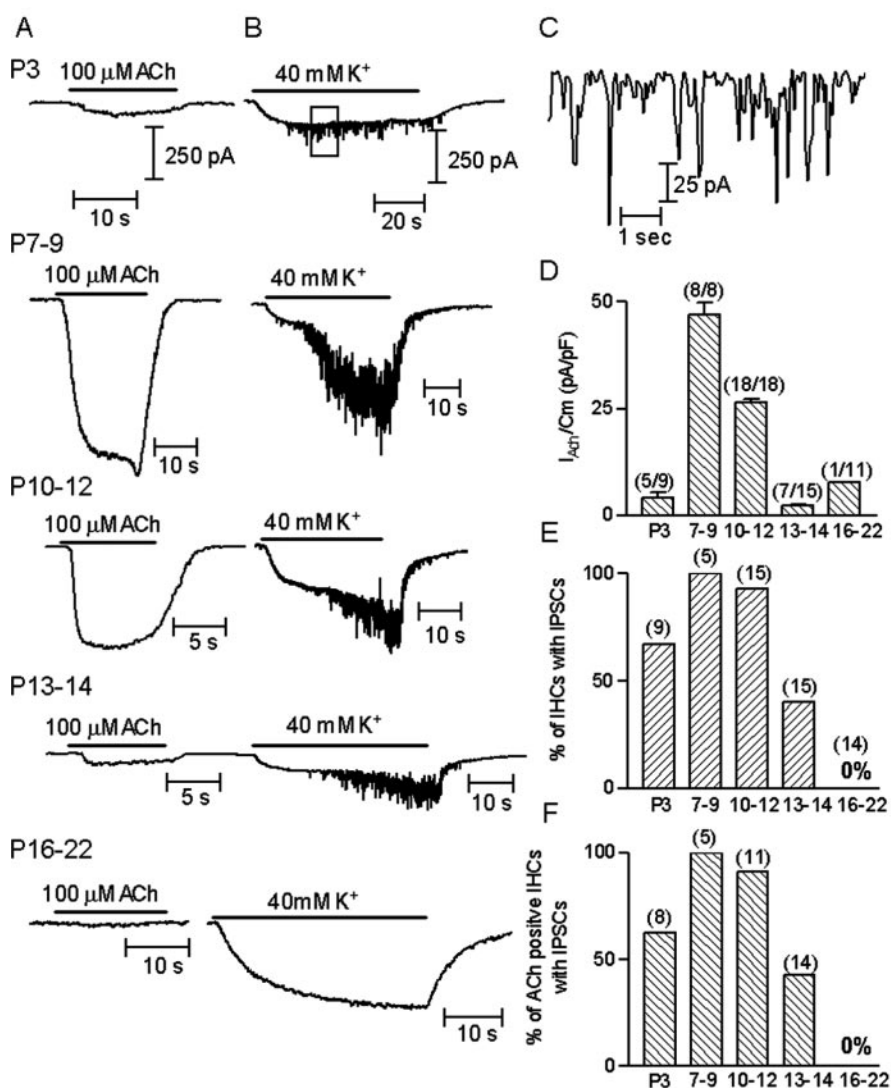 A
B
C
P3
100 μM ACh
250 pA
10 s
40 mM K+
250 pA
20 s
25 pA
1 sec
P7-9
100 μM ACh
10 s
40 mM K+
10 s
P10-12
100 μM ACh
5 s
40 mM K+
10 s
P13-14
100 μM ACh
5 s
40 mM K+
10 s
P16-22
100 μM ACh
10 s
40mM K+
10 s
D
IAch/Cm (pA/pF)
50
25
0
(5/9)
(8/8)
(18/18)
(7/15)
(1/11)
P3 7-9 10-12 13-14 16-22
E
% of IHCs with IPSCs
100
50
0
(9)
(5)
(15)
(15)
(14)
0%
P3 7-9 10-12 13-14 16-22
F
% of ACh positve IHCs
with IPSCs
100
50
0
(8)
(5)
(11)
(14)
0%
P3 7-9 10-12 13-14 16-22